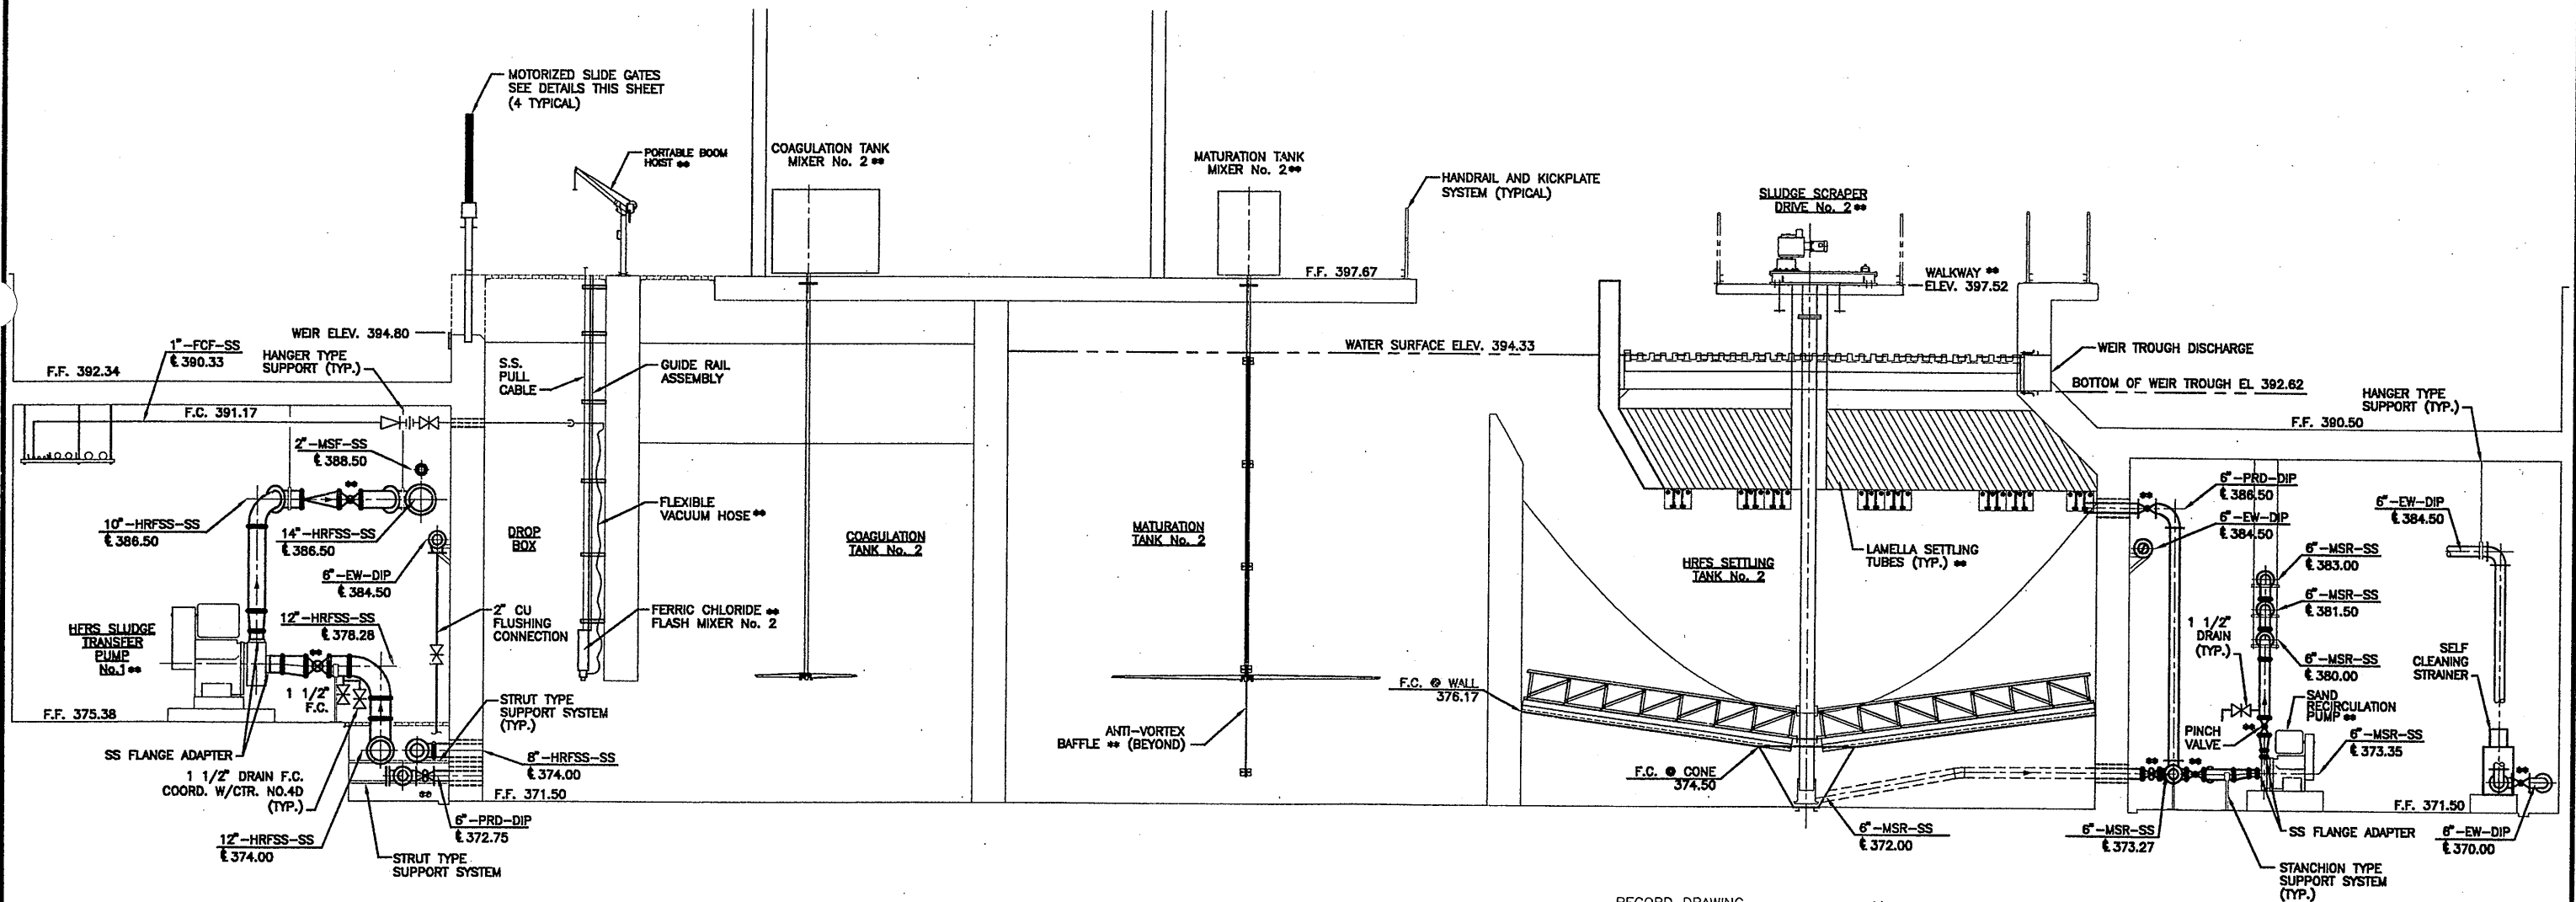 MOTORIZED SLIDE GATES
SEE DETAILS THIS SHEET
(4 TYPICAL)
PORTABLE BOOM
HOIST **
COAGULATION TANK
MIXER No. 2 **
MATURATION TANK
MIXER No. 2 **
HANDRAIL AND KICKPLATE
SYSTEM (TYPICAL)
SLUDGE SCRAPER
DRIVE No. 2 **
F.F. 397.67
WALKWAY **
ELEV. 397.52
WEIR ELEV. 394.80
1"-FCF-SS
℄ 390.33
HANGER TYPE
SUPPORT (TYP.)
F.F. 392.34
S.S.
PULL
CABLE
GUIDE RAIL
ASSEMBLY
WATER SURFACE ELEV. 394.33
WEIR TROUGH DISCHARGE
BOTTOM OF WEIR TROUGH EL 392.62
HANGER TYPE
SUPPORT (TYP.)
F.F. 390.50
F.C. 391.17
2"-MSF-SS
℄ 388.50
10"-HRFSS-SS
℄ 386.50
14"-HRFSS-SS
℄ 386.50
6"-EW-DIP
℄ 384.50
FLEXIBLE
VACUUM HOSE **
DROP
BOX
COAGULATION
TANK No. 2
MATURATION
TANK No. 2
HRFS SETTLING
TANK No. 2
LAMELLA SETTLING
TUBES (TYP.) **
6"-PRD-DIP
℄ 386.50
6"-EW-DIP
℄ 384.50
6"-EW-DIP
℄ 384.50
6"-MSR-SS
℄ 383.00
6"-MSR-SS
℄ 381.50
6"-MSR-SS
℄ 380.00
1 1/2"
DRAIN
(TYP.)
SELF
CLEANING
STRAINER
HFRS SLUDGE
TRANSFER
PUMP
No.1 **
12"-HRFSS-SS
℄ 378.28
2" CU
FLUSHING
CONNECTION
FERRIC CHLORIDE **
FLASH MIXER No. 2
1 1/2"
F.C.
F.F. 375.38
STRUT TYPE
SUPPORT SYSTEM
(TYP.)
ANTI-VORTEX
BAFFLE ** (BEYOND)
F.C. @ WALL
376.17
SAND
RECIRCULATION
PUMP **
PINCH
VALVE
6"-MSR-SS
℄ 373.35
SS FLANGE ADAPTER
1 1/2" DRAIN F.C.
COORD. W/CTR. NO.4D
(TYP.)
8"-HRFSS-SS
℄ 374.00
F.C. @ CONE
374.50
F.F. 371.50
F.F. 371.50
6"-PRD-DIP
℄ 372.75
12"-HRFSS-SS
℄ 374.00
STRUT TYPE
SUPPORT SYSTEM
6"-MSR-SS
℄ 372.00
6"-MSR-SS
℄ 373.27
SS FLANGE ADAPTER
6"-EW-DIP
℄ 370.00
STANCHION TYPE
SUPPORT SYSTEM
(TYP.)
RECORD DRAWING